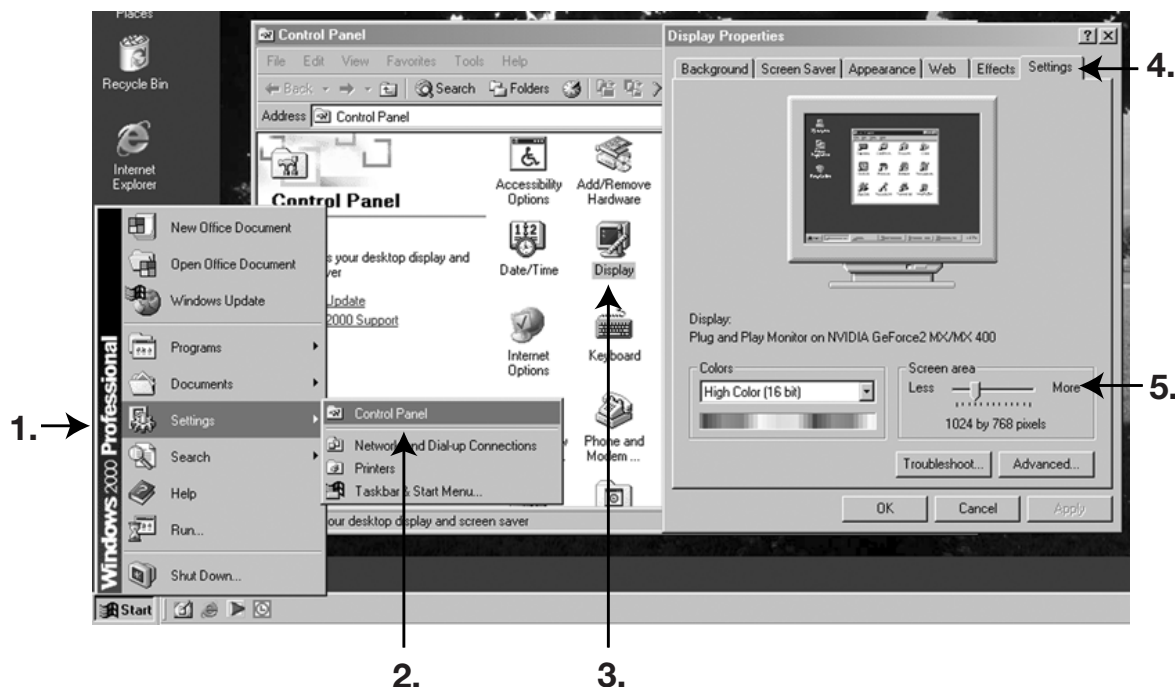 Places
Recycle Bin
Internet
Explorer
Control Panel
File Edit View Favorites Tools Help
Back Search Folders
Address Control Panel
Control Panel
s your desktop display and
ver
Update
2000 Support
Accessibility
Options
Add/Remove
Hardware
Date/Time
Display
Internet
Options
Keyboard
Phone and
Modem ...
our desktop display and screen saver
Windows 2000 Professional
New Office Document
Open Office Document
Windows Update
Programs
Documents
Settings
Search
Help
Run...
Shut Down...
Start
Control Panel
Network and Dial-up Connections
Printers
Taskbar & Start Menu...
Display Properties
Background Screen Saver Appearance Web Effects Settings
Display:
Plug and Play Monitor on NVIDIA GeForce2 MX/MX 400
Colors
High Color (16 bit)
Screen area
Less More
1024 by 768 pixels
Troubleshoot... Advanced...
OK Cancel Apply
1.
2.
3.
4.
5.